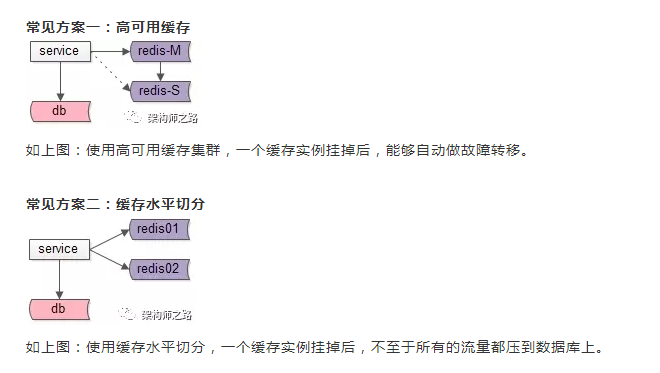 常见方案一：高可用缓存
service
redis-M
redis-S
db
架构师之路
如上图：使用高可用缓存集群，一个缓存实例挂掉后，能够自动做故障转移。
常见方案二：缓存水平切分
redis01
service
redis02
db
架构师之路
如上图：使用缓存水平切分，一个缓存实例挂掉后，不至于所有的流量都压到数据库上。